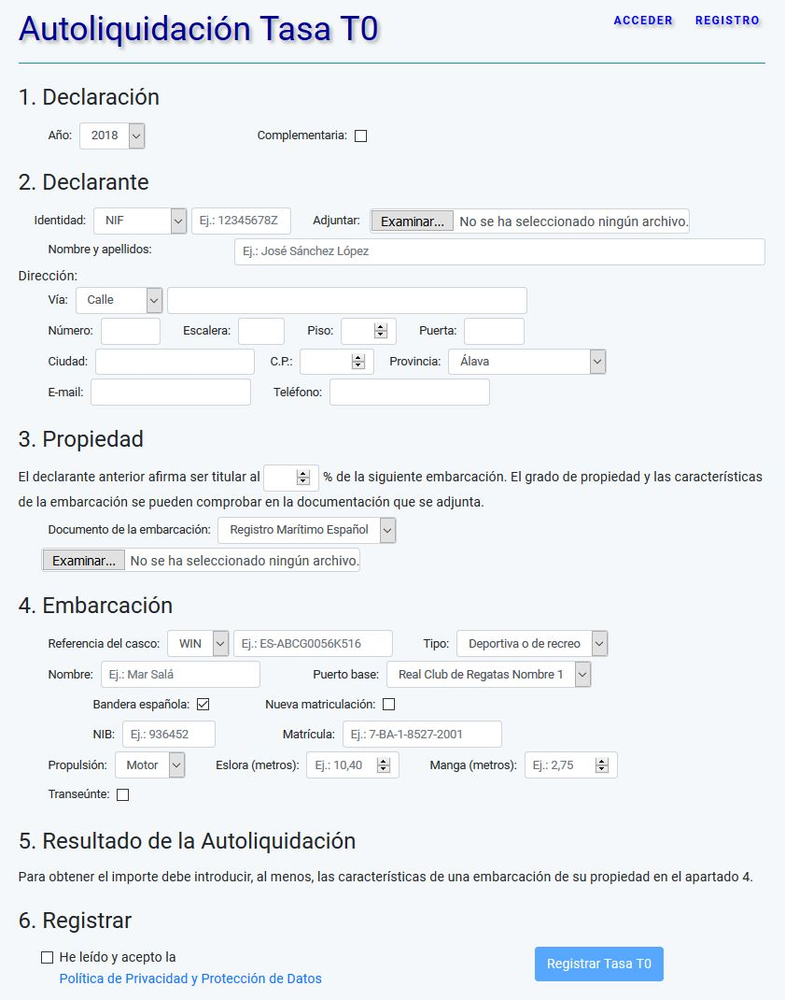 Autoliquidación Tasa T0
ACCEDER REGISTRO
1. Declaración
Año: 2018 Complementaria:
2. Declarante
Identidad: NIF Ej.: 12345678Z Adjuntar: Examinar... No se ha seleccionado ningún archivo.
Nombre y apellidos: Ej.: José Sánchez López
Dirección:
Vía: Calle
Número: Escalera: Piso: Puerta:
Ciudad: C.P.: Provincia: Álava
E-mail: Teléfono:
3. Propiedad
El declarante anterior afirma ser titular al % de la siguiente embarcación. El grado de propiedad y las características
de la embarcación se pueden comprobar en la documentación que se adjunta.
Documento de la embarcación: Registro Marítimo Español
Examinar... No se ha seleccionado ningún archivo.
4. Embarcación
Referencia del casco: WIN Ej.: ES-ABCG0056K516 Tipo: Deportiva o de recreo
Nombre: Ej.: Mar Salá Puerto base: Real Club de Regatas Nombre 1
Bandera española: Nueva matriculación:
NIB: Ej.: 936452 Matrícula: Ej.: 7-BA-1-8527-2001
Propulsión: Motor Eslora (metros): Ej.: 10,40 Manga (metros): Ej.: 2,75
Transeúnte:
5. Resultado de la Autoliquidación
Para obtener el importe debe introducir, al menos, las características de una embarcación de su propiedad en el apartado 4.
6. Registrar
He leído y acepto la
Política de Privacidad y Protección de Datos
Registrar Tasa T0